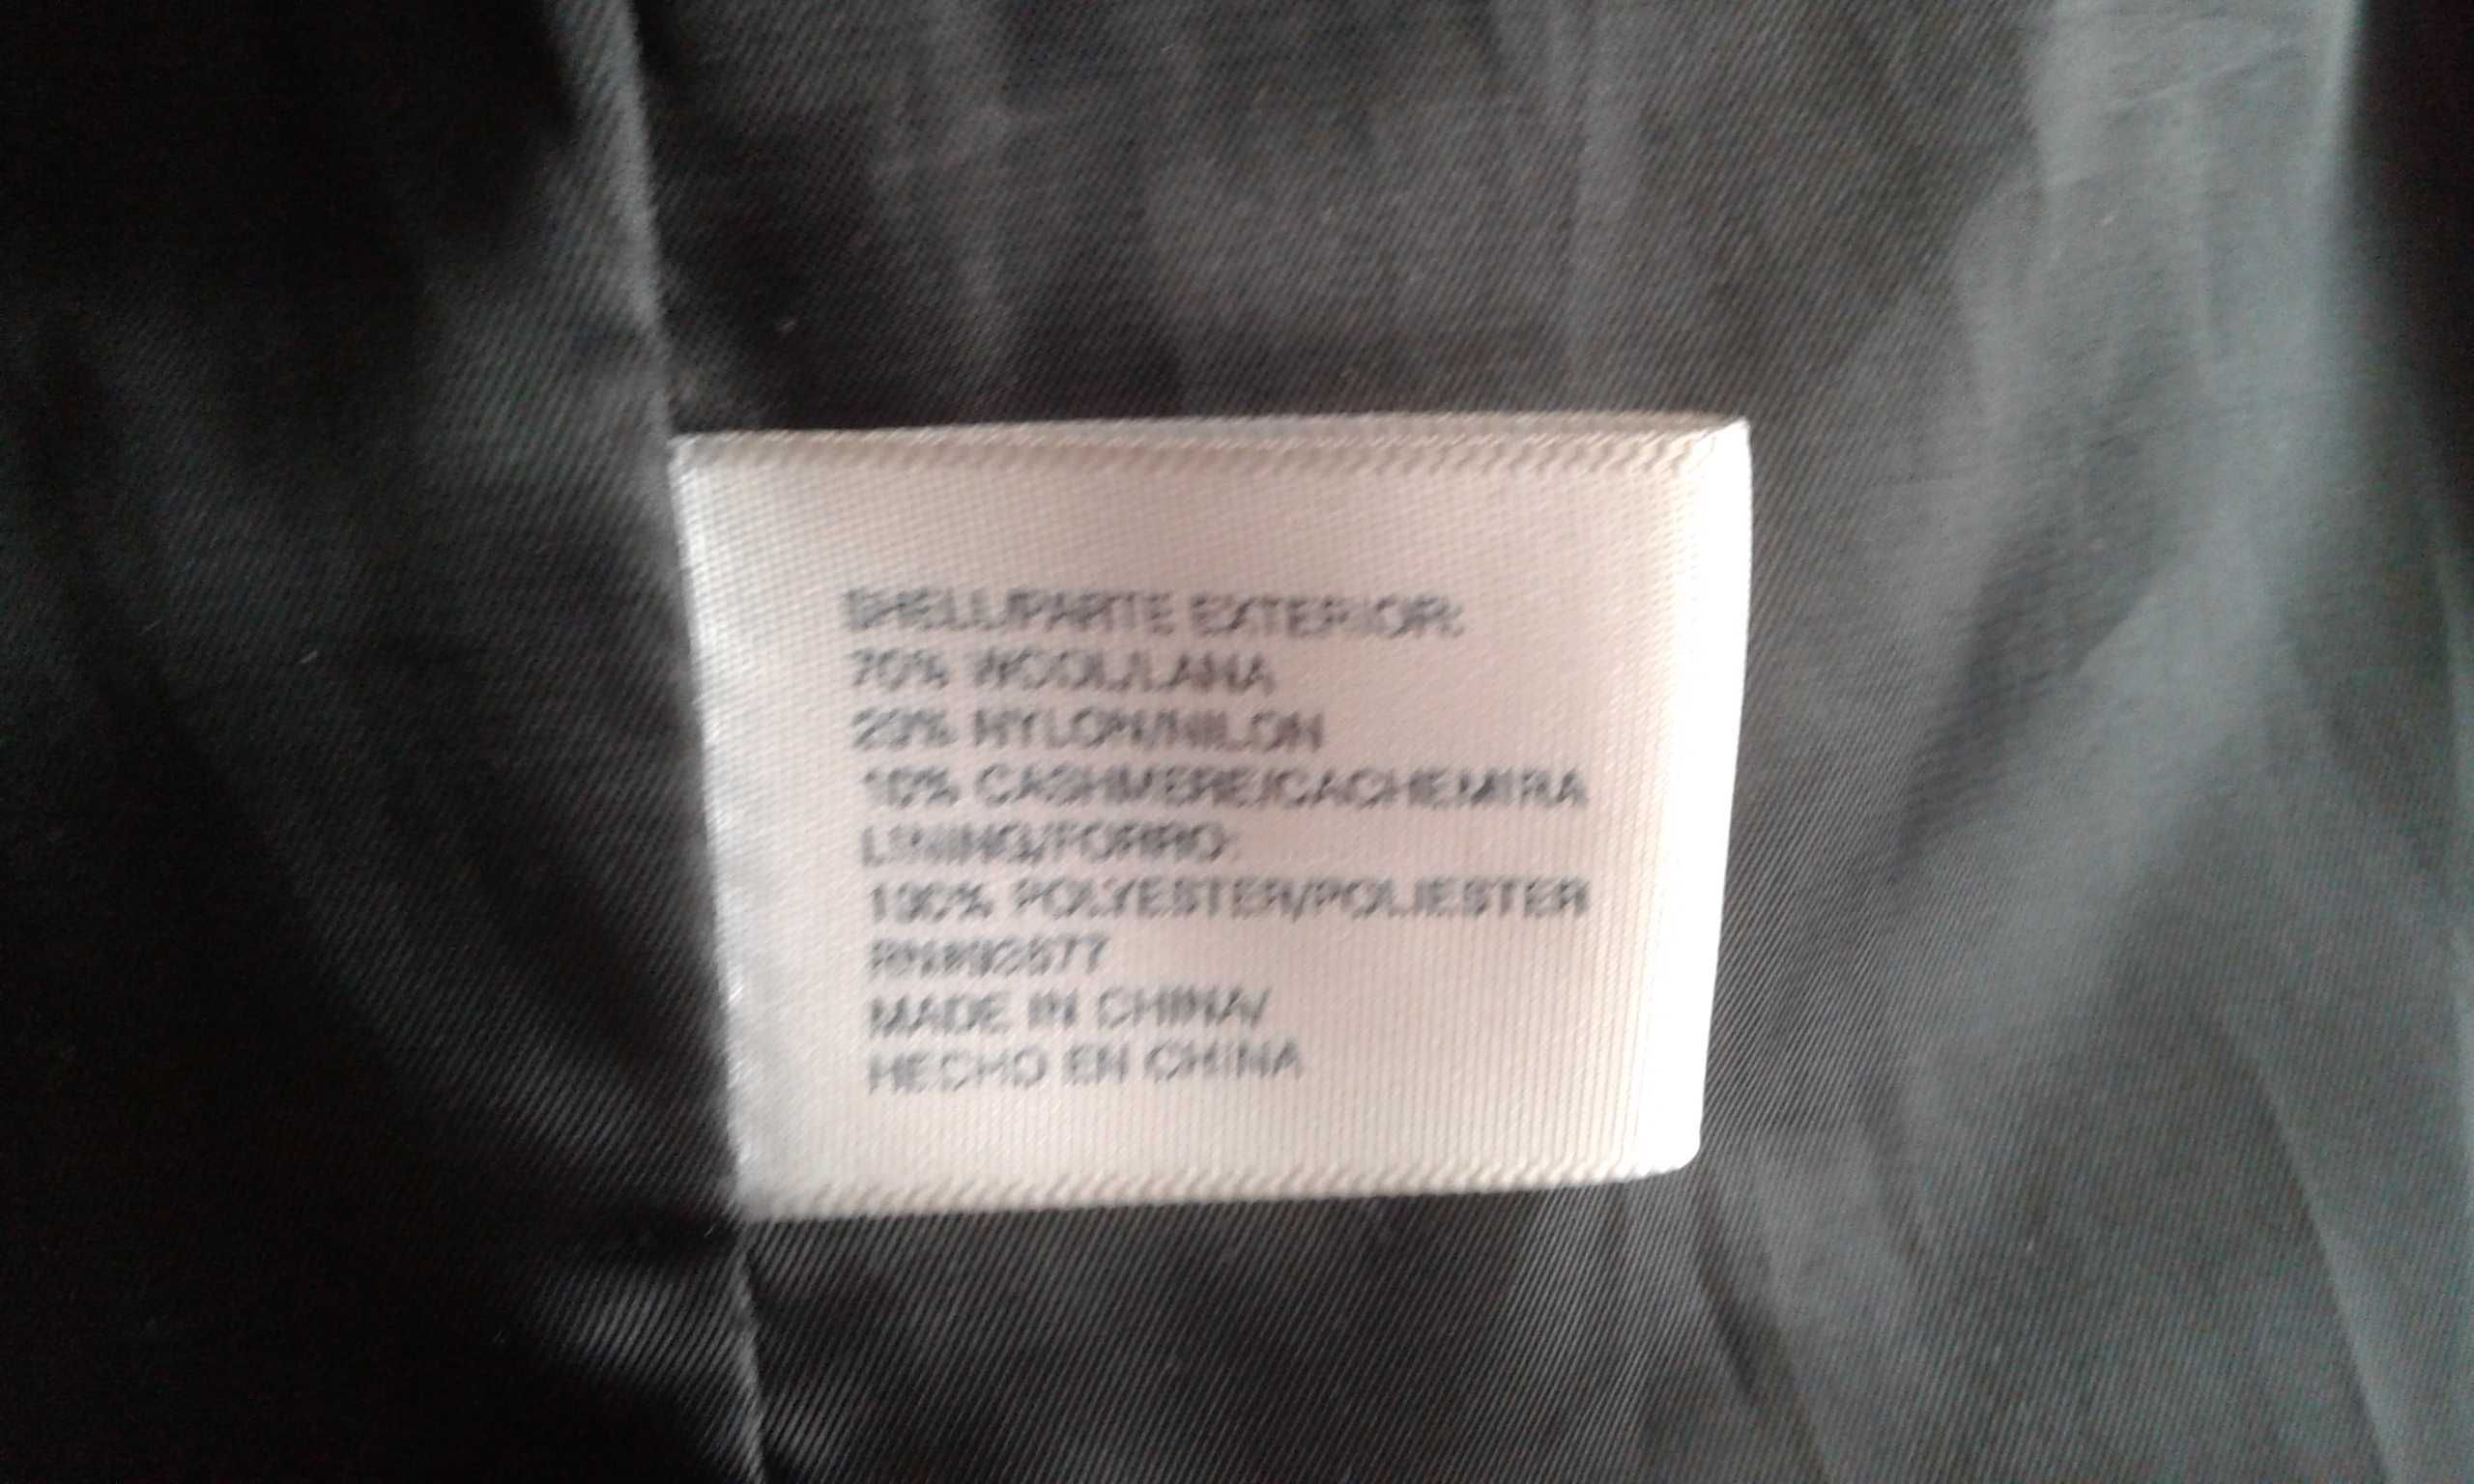 SHELL/PARTE EXTERIOR:
70% WOOL/LANA
20% NYLON/NILON
10% CASHMERE/CACHEMIRA
LINING/FORRO:
100% POLYESTER/POLIESTER
MADE IN CHINA/
HECHO EN CHINA